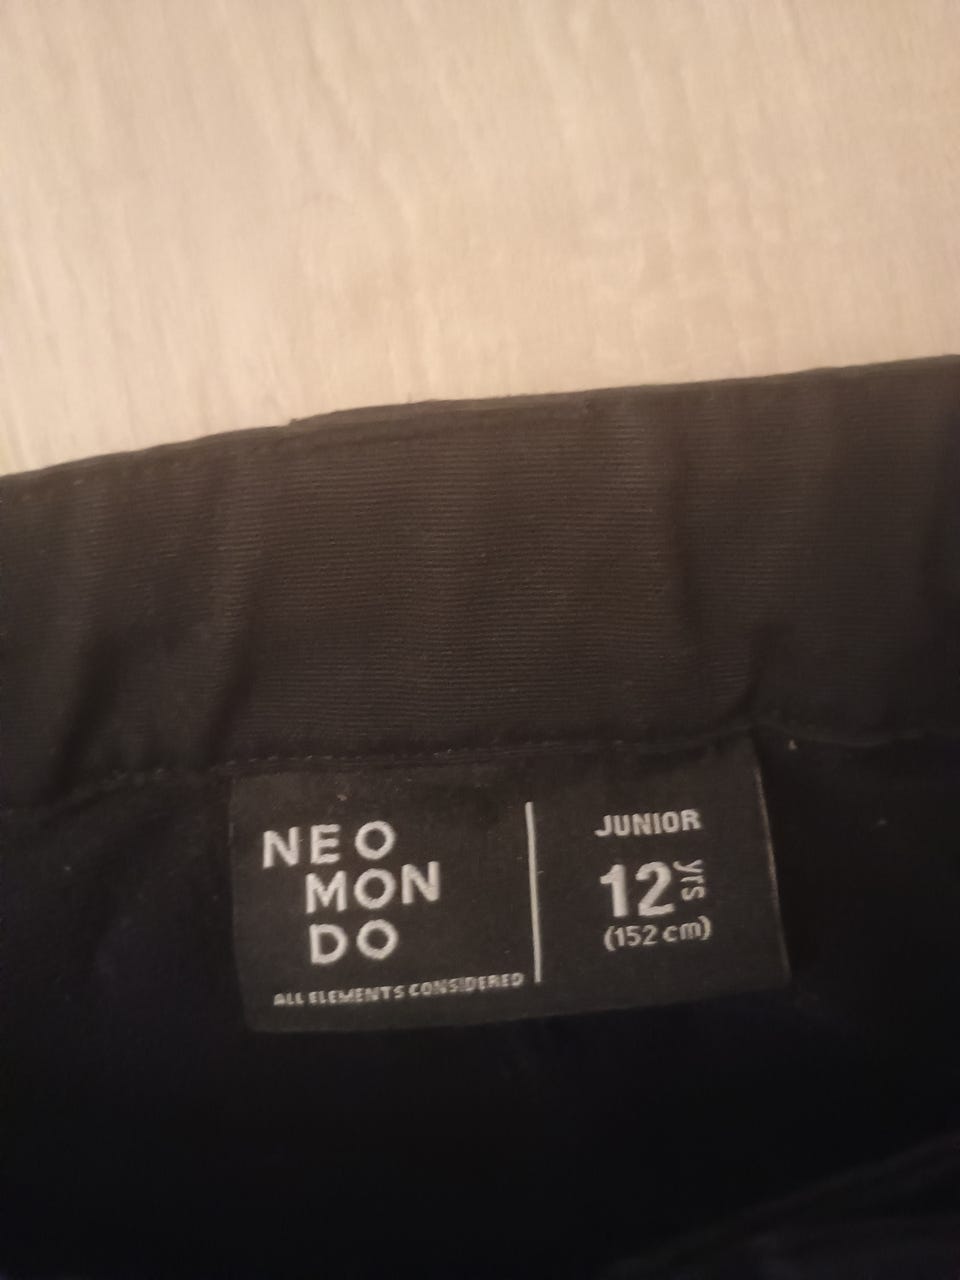 NEO
MON
DO
ALL ELEMENTS CONSIDERED
JUNIOR
12 yrs
(152 cm)